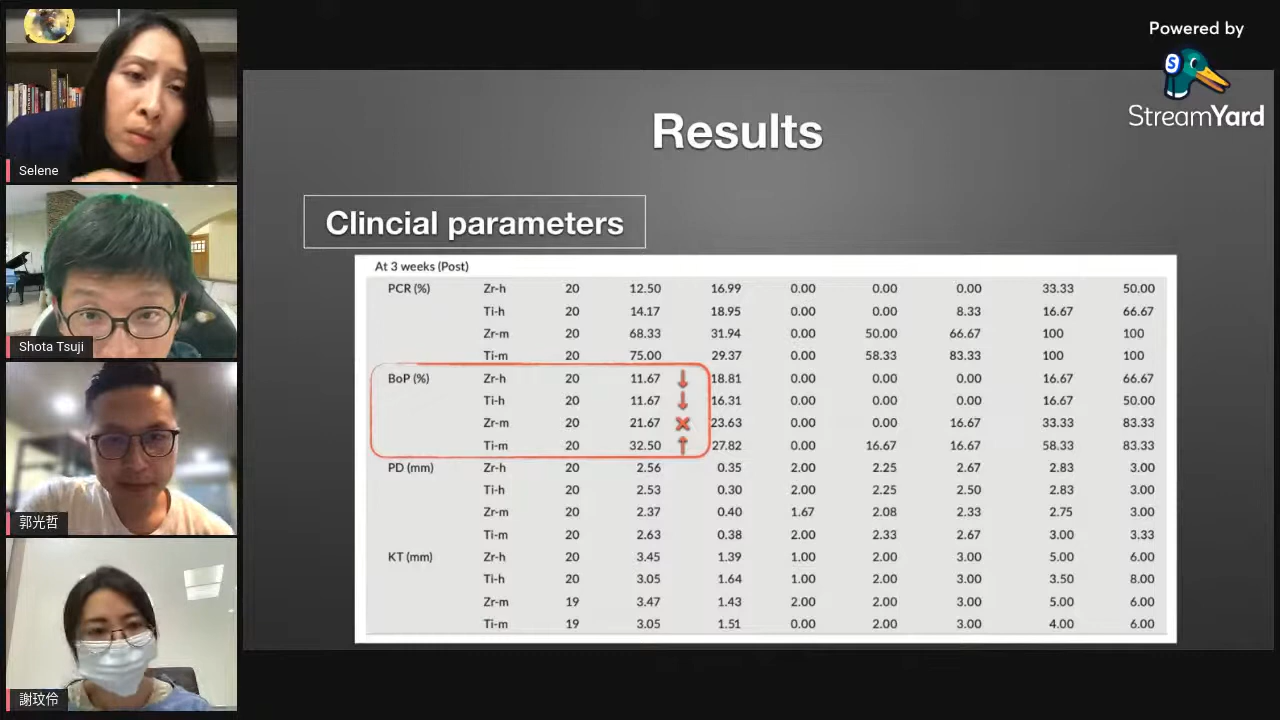 Powered by
S
StreamYard
Selene
Shota Tsuji
郭光哲
謝玟伶
Results
Clincial parameters
At 3 weeks (Post)
PCR (%) Zr-h 20 12.50 16.99 0.00 0.00 0.00 33.33 50.00
Ti-h 20 14.17 18.95 0.00 0.00 8.33 16.67 66.67
Zr-m 20 68.33 31.94 0.00 50.00 66.67 100 100
Ti-m 20 75.00 29.37 0.00 58.33 83.33 100 100
BoP (%) Zr-h 20 11.67 ↓ 18.81 0.00 0.00 0.00 16.67 66.67
Ti-h 20 11.67 ↓ 16.31 0.00 0.00 0.00 16.67 50.00
Zr-m 20 21.67 × 23.63 0.00 0.00 16.67 33.33 83.33
Ti-m 20 32.50 ↑ 27.82 0.00 16.67 16.67 58.33 83.33
PD (mm) Zr-h 20 2.56 0.35 2.00 2.25 2.67 2.83 3.00
Ti-h 20 2.53 0.30 2.00 2.25 2.50 2.83 3.00
Zr-m 20 2.37 0.40 1.67 2.08 2.33 2.75 3.00
Ti-m 20 2.63 0.38 2.00 2.33 2.67 3.00 3.33
KT (mm) Zr-h 20 3.45 1.39 1.00 2.00 3.00 5.00 6.00
Ti-h 20 3.05 1.64 1.00 2.00 3.00 3.50 8.00
Zr-m 19 3.47 1.43 2.00 2.00 3.00 5.00 6.00
Ti-m 19 3.05 1.51 0.00 2.00 3.00 4.00 6.00